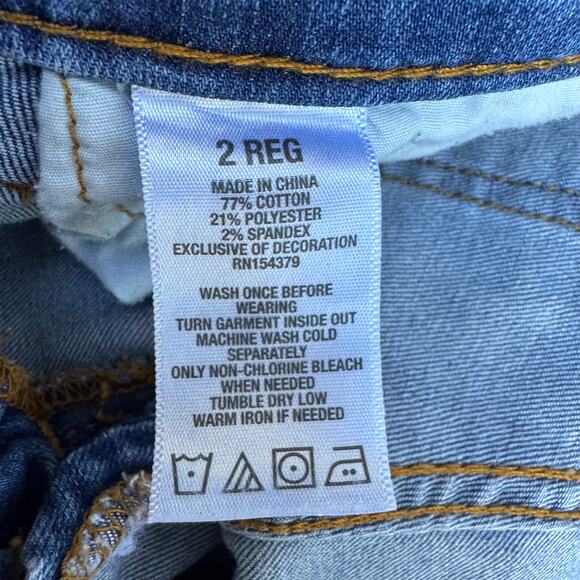 2 REG
MADE IN CHINA
77% COTTON
21% POLYESTER
2% SPANDEX
EXCLUSIVE OF DECORATION
RN154379
WASH ONCE BEFORE
WEARING
TURN GARMENT INSIDE OUT
MACHINE WASH COLD
SEPARATELY
ONLY NON-CHLORINE BLEACH
WHEN NEEDED
TUMBLE DRY LOW
WARM IRON IF NEEDED